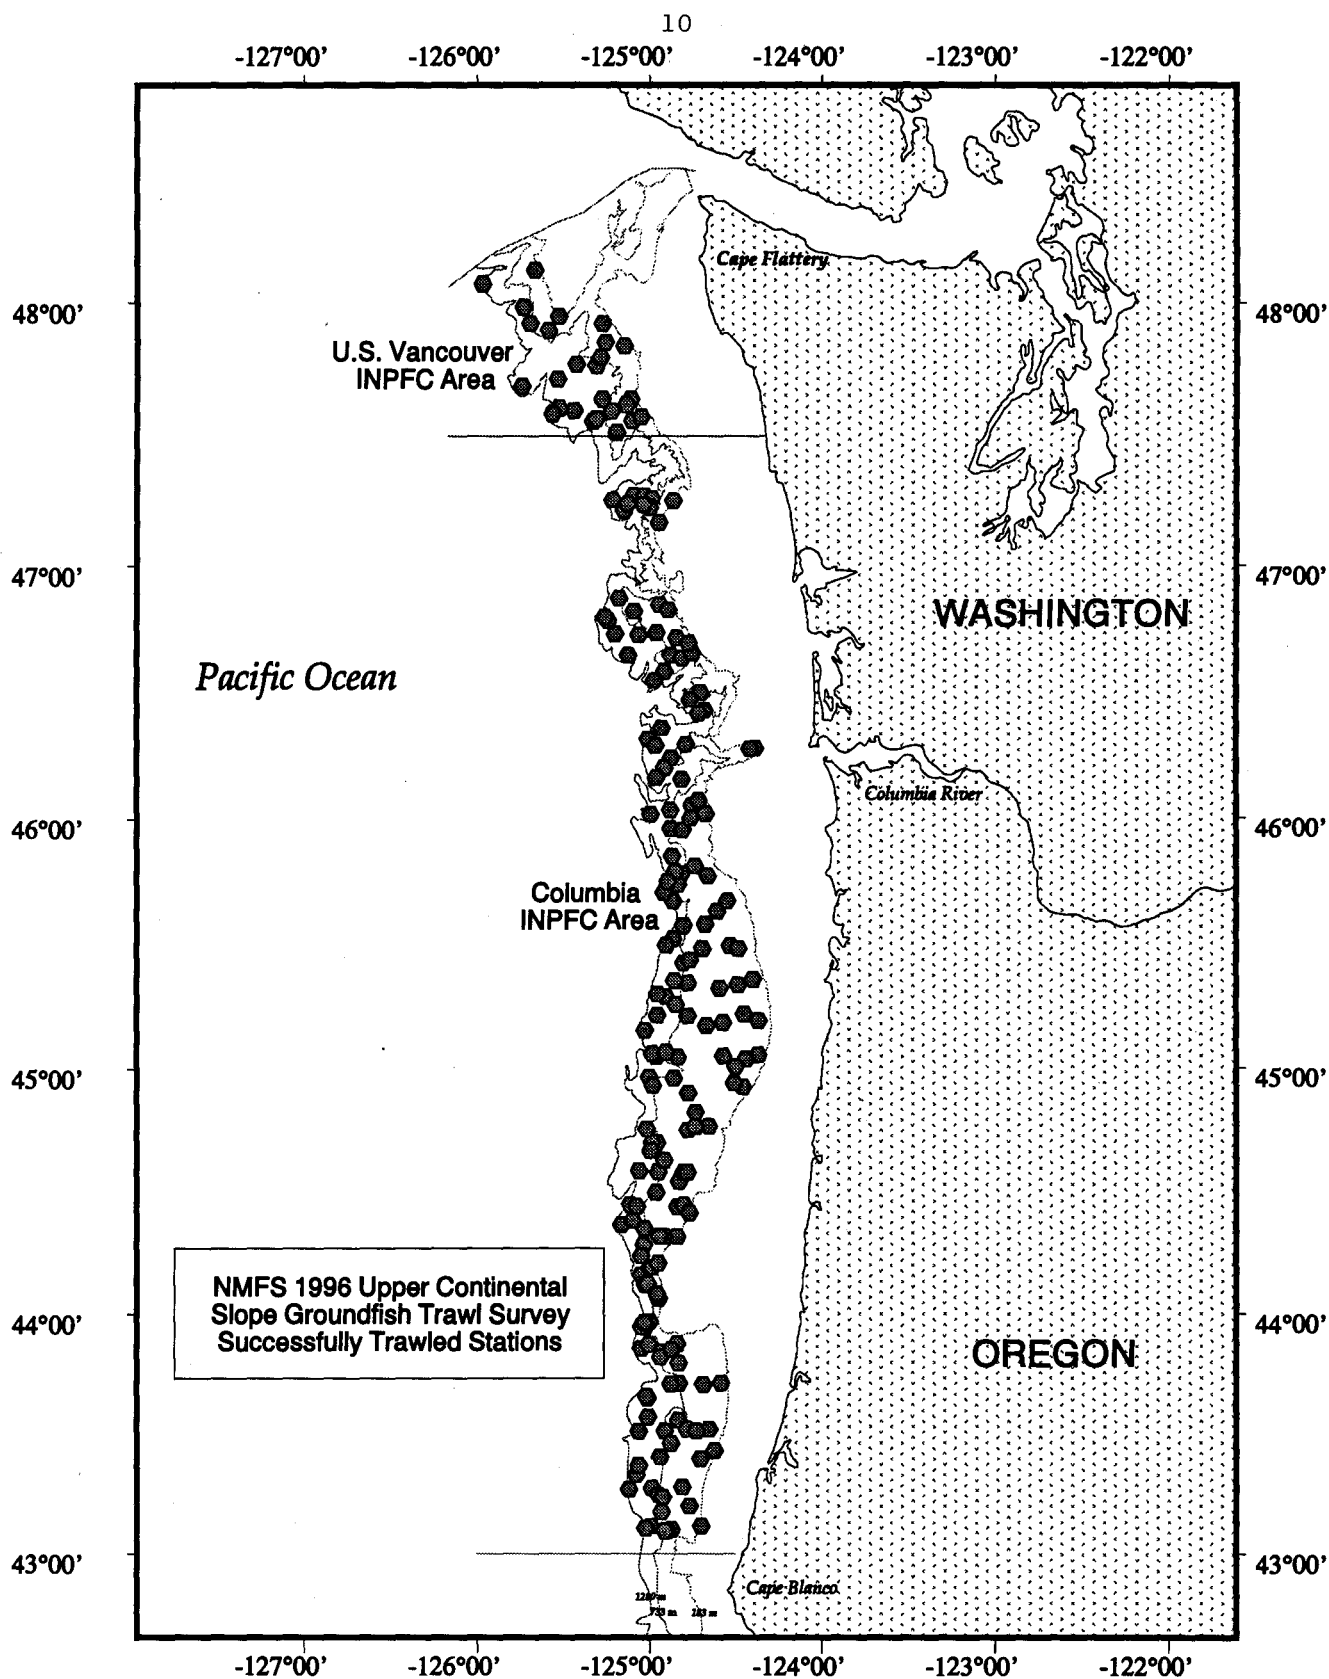 10
-127°00' -126°00' -125°00' -124°00' -123°00' -122°00'
Cape Flattery
48°00' 48°00'
U.S. Vancouver
INPFC Area
47°00' 47°00'
WASHINGTON
Pacific Ocean
Columbia River
46°00' 46°00'
Columbia
INPFC Area
45°00' 45°00'
NMFS 1996 Upper Continental
Slope Groundfish Trawl Survey
Successfully Trawled Stations
44°00' 44°00'
OREGON
43°00' 43°00'
Cape Blanco
183 m
-127°00' -126°00' -125°00' -124°00' -123°00' -122°00'